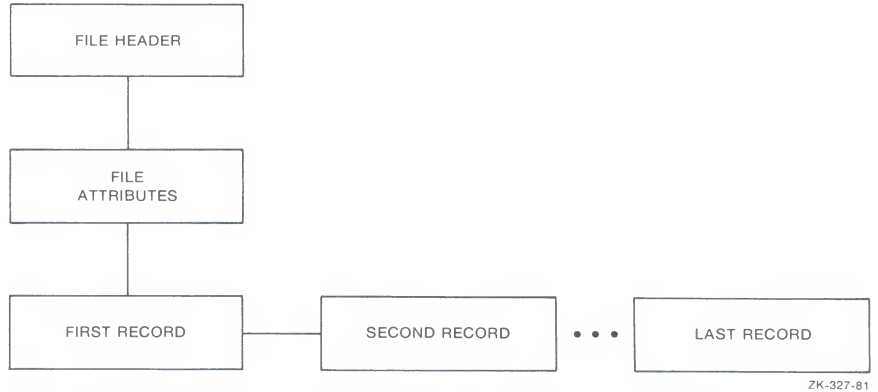 FILE HEADER
FILE
ATTRIBUTES
FIRST RECORD
SECOND RECORD
LAST RECORD
ZK-327-81